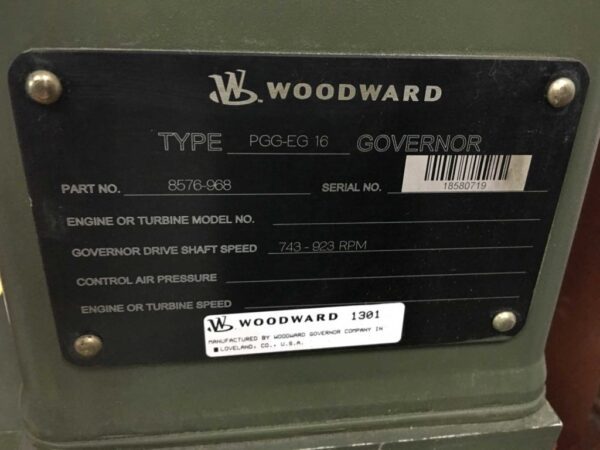 WOODWARD
TYPE PGG-EG 16 GOVERNOR
PART NO. 8576-968 SERIAL NO. 18580719
ENGINE OR TURBINE MODEL NO.
GOVERNOR DRIVE SHAFT SPEED 743 - 923 RPM
CONTROL AIR PRESSURE
ENGINE OR TURBINE SPEED
WOODWARD 1301
MANUFACTURED BY WOODWARD GOVERNOR COMPANY IN
LOVELAND, CO., U.S.A.